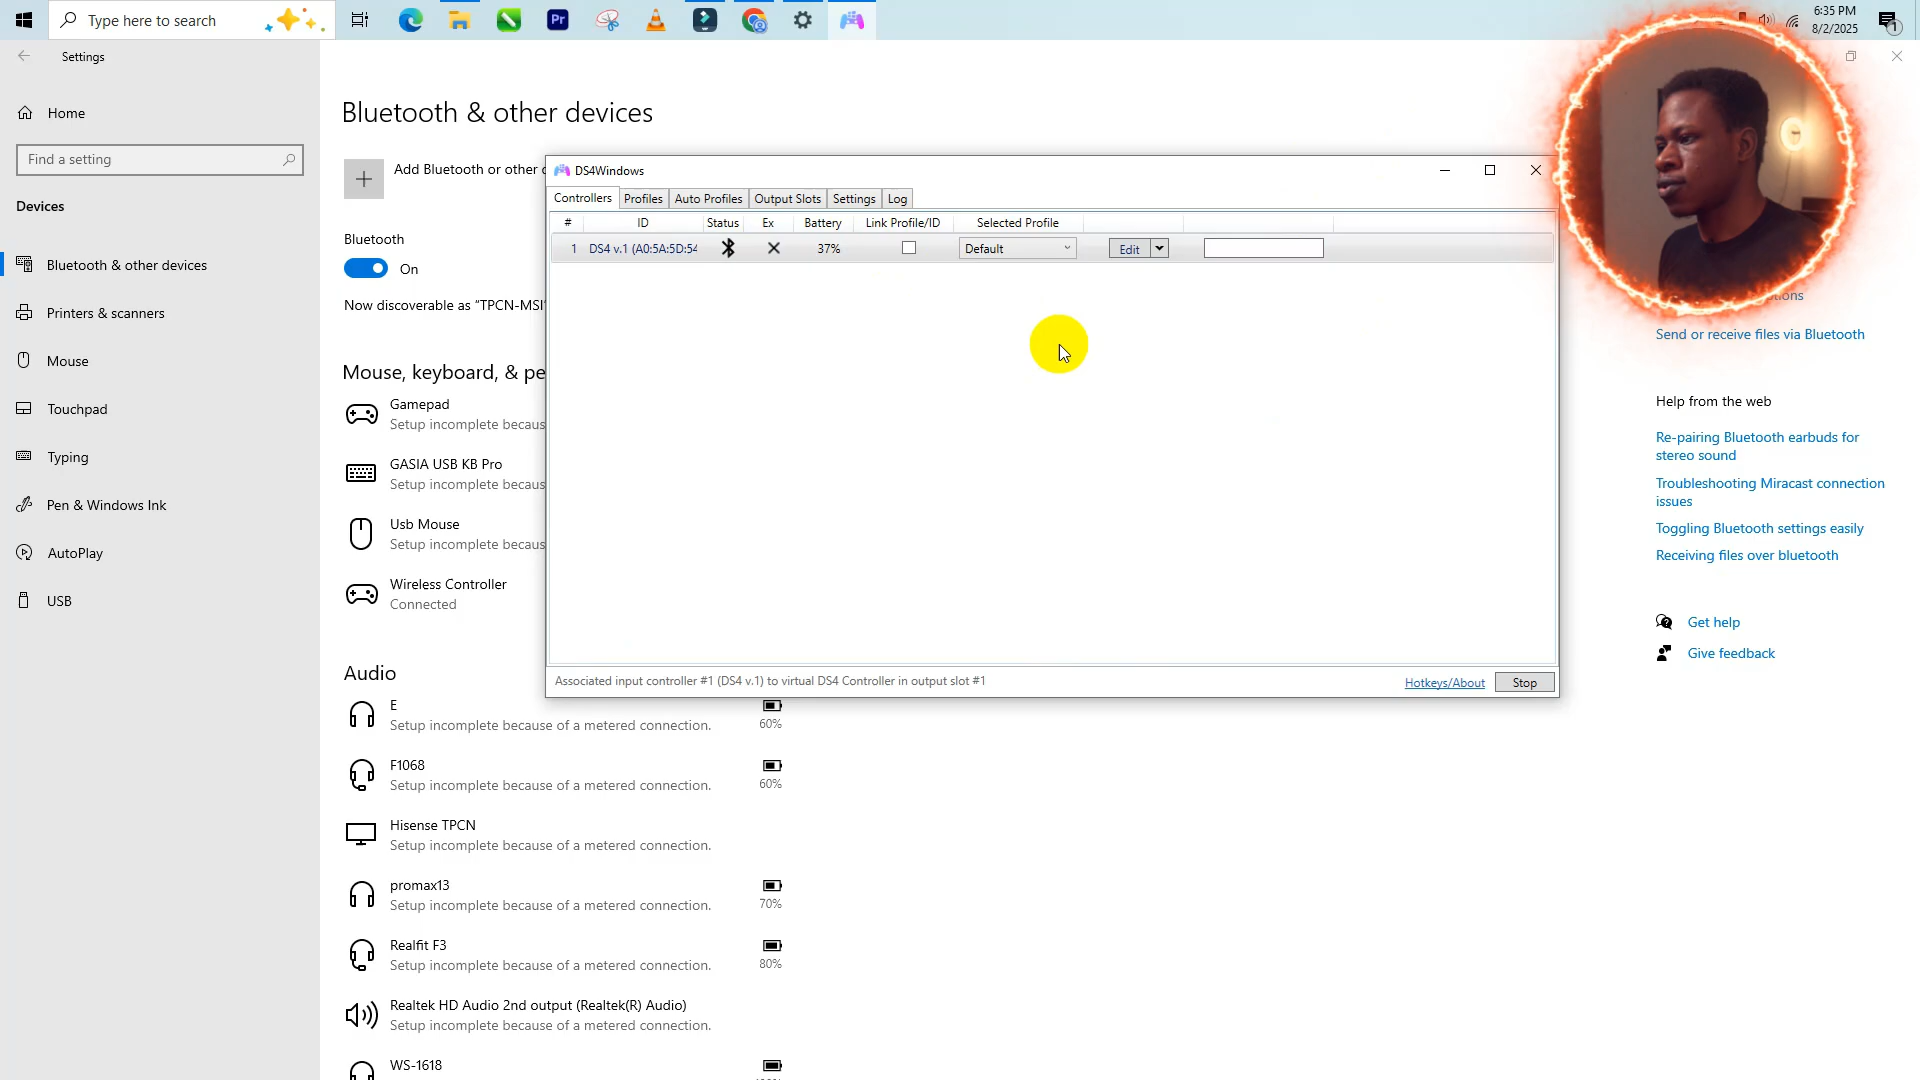 Type here to search
Pr
6:35 PM
8/2/2025
1
Settings
Home
Find a setting
Devices
Bluetooth & other devices
Printers & scanners
Mouse
Touchpad
Typing
Pen & Windows Ink
AutoPlay
USB
Bluetooth & other devices
Add Bluetooth or other
Bluetooth
On
Now discoverable as “TPCN-MSI”
Mouse, keyboard, & pe
Gamepad
Setup incomplete becaus
GASIA USB KB Pro
Setup incomplete becaus
Usb Mouse
Setup incomplete becaus
Wireless Controller
Connected
Audio
E
Setup incomplete because of a metered connection.
60%
F1068
Setup incomplete because of a metered connection.
60%
Hisense TPCN
Setup incomplete because of a metered connection.
promax13
Setup incomplete because of a metered connection.
70%
Realfit F3
Setup incomplete because of a metered connection.
80%
Realtek HD Audio 2nd output (Realtek(R) Audio)
Setup incomplete because of a metered connection.
WS-1618
DS4Windows
Controllers Profiles Auto Profiles Output Slots Settings Log
# ID Status Ex Battery Link Profile/ID Selected Profile
1 DS4 v.1 (A0:5A:5D:54 37% Default Edit
Associated input controller #1 (DS4 v.1) to virtual DS4 Controller in output slot #1
Hotkeys/About
Stop
Send or receive files via Bluetooth
Help from the web
Re-pairing Bluetooth earbuds for
stereo sound
Troubleshooting Miracast connection
issues
Toggling Bluetooth settings easily
Receiving files over bluetooth
Get help
Give feedback